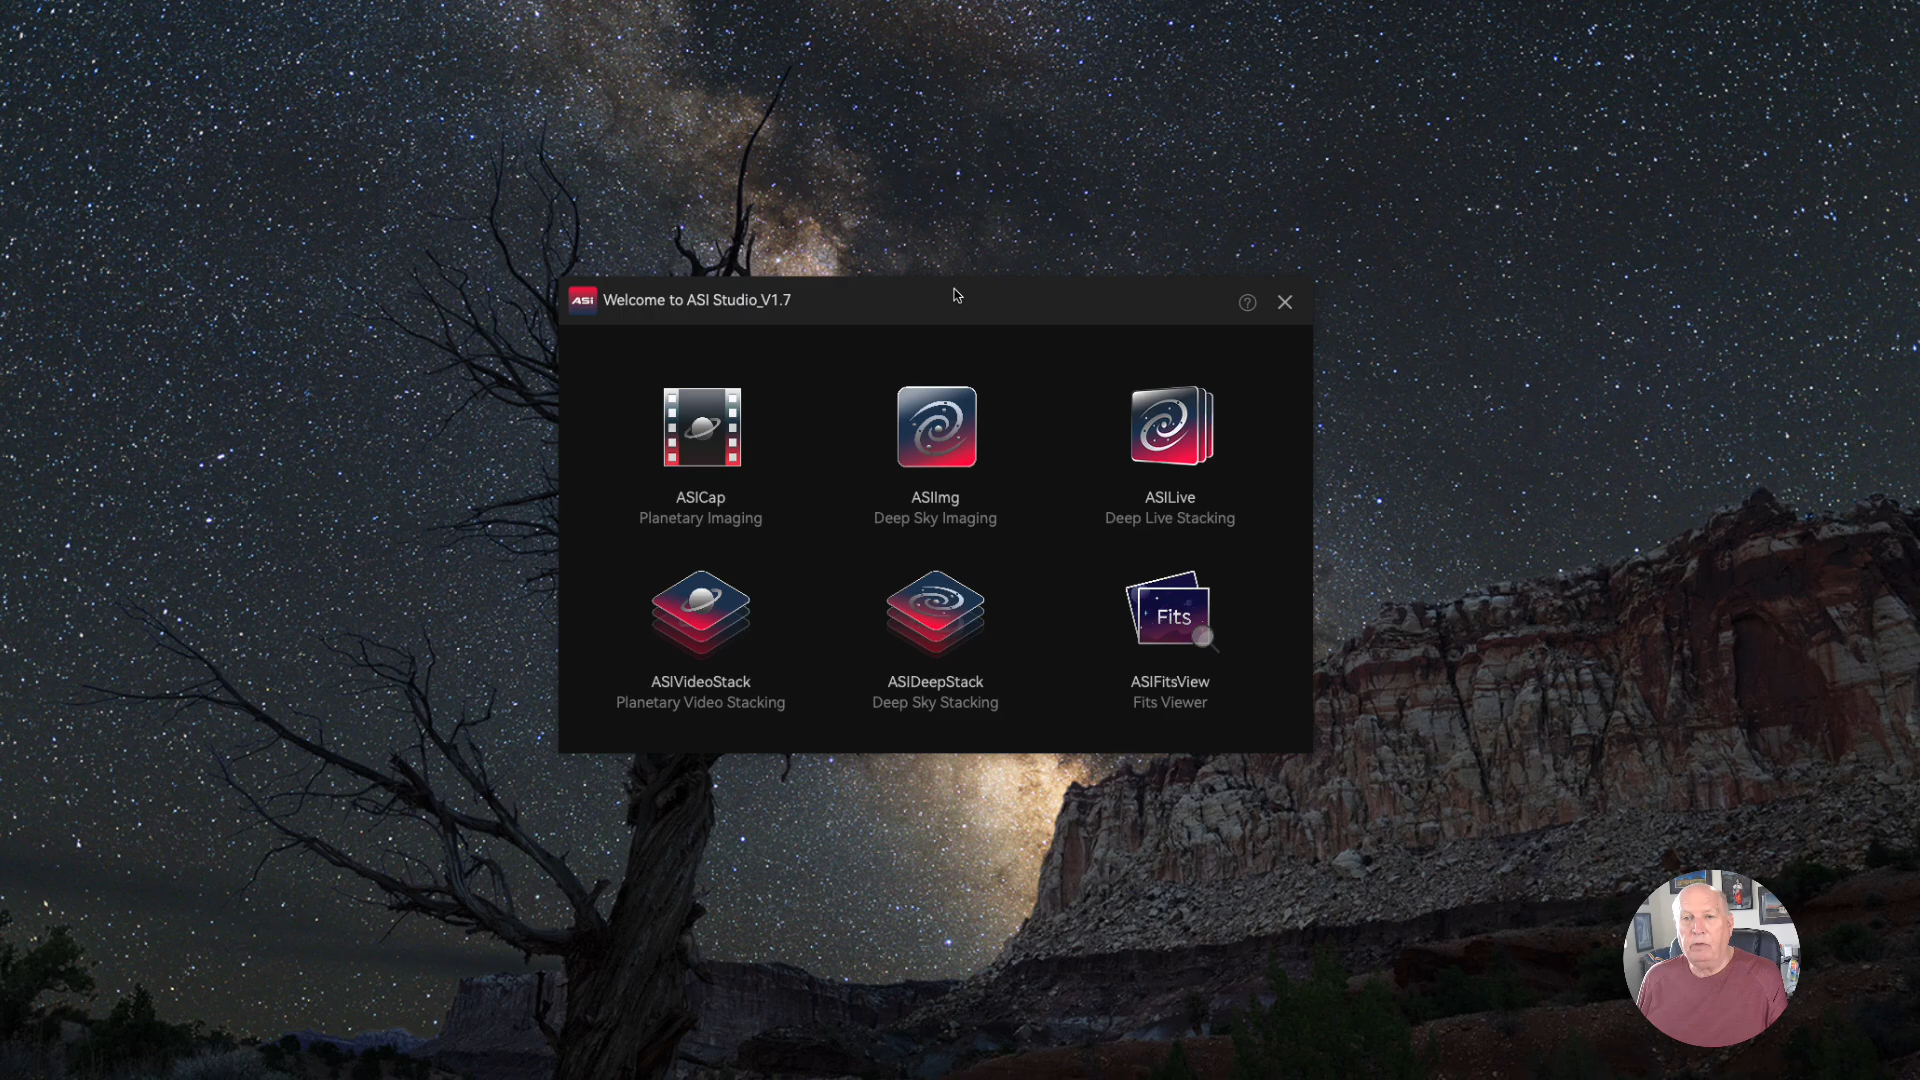 ASI Welcome to ASI Studio_V1.7
ASICap
Planetary Imaging
ASIImg
Deep Sky Imaging
ASILive
Deep Live Stacking
Fits
ASIVideoStack
Planetary Video Stacking
ASIDeepStack
Deep Sky Stacking
ASIFitsView
Fits Viewer